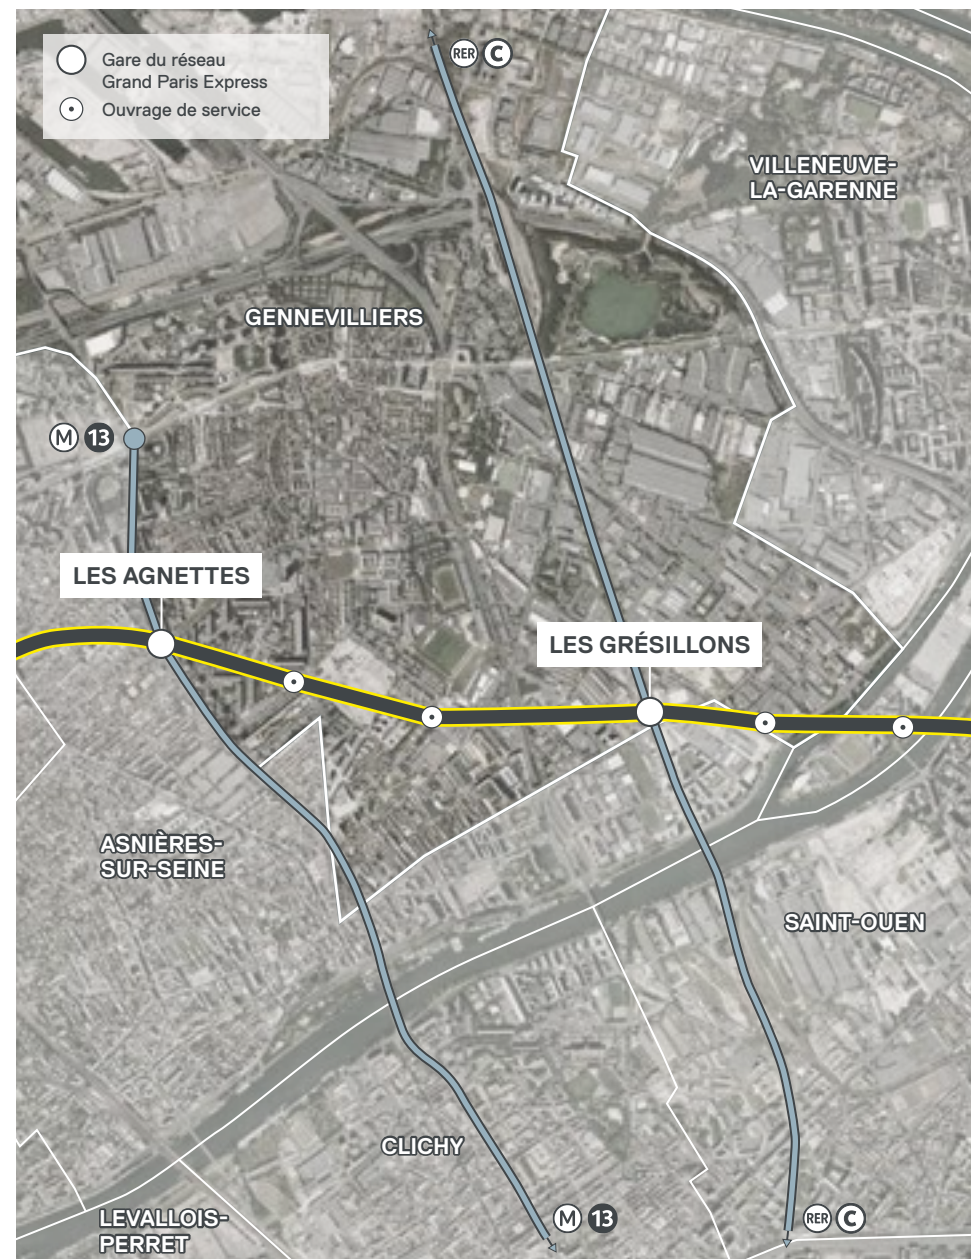 Gare du réseau
Grand Paris Express
Ouvrage de service
RER C
VILLENEUVE-
LA-GARENNE
GENNEVILLIERS
M 13
LES AGNETTES
LES GRÉSILLONS
ASNIÈRES-
SUR-SEINE
SAINT-OUEN
CLICHY
M 13
RER C
LEVALLOIS-
PERRET